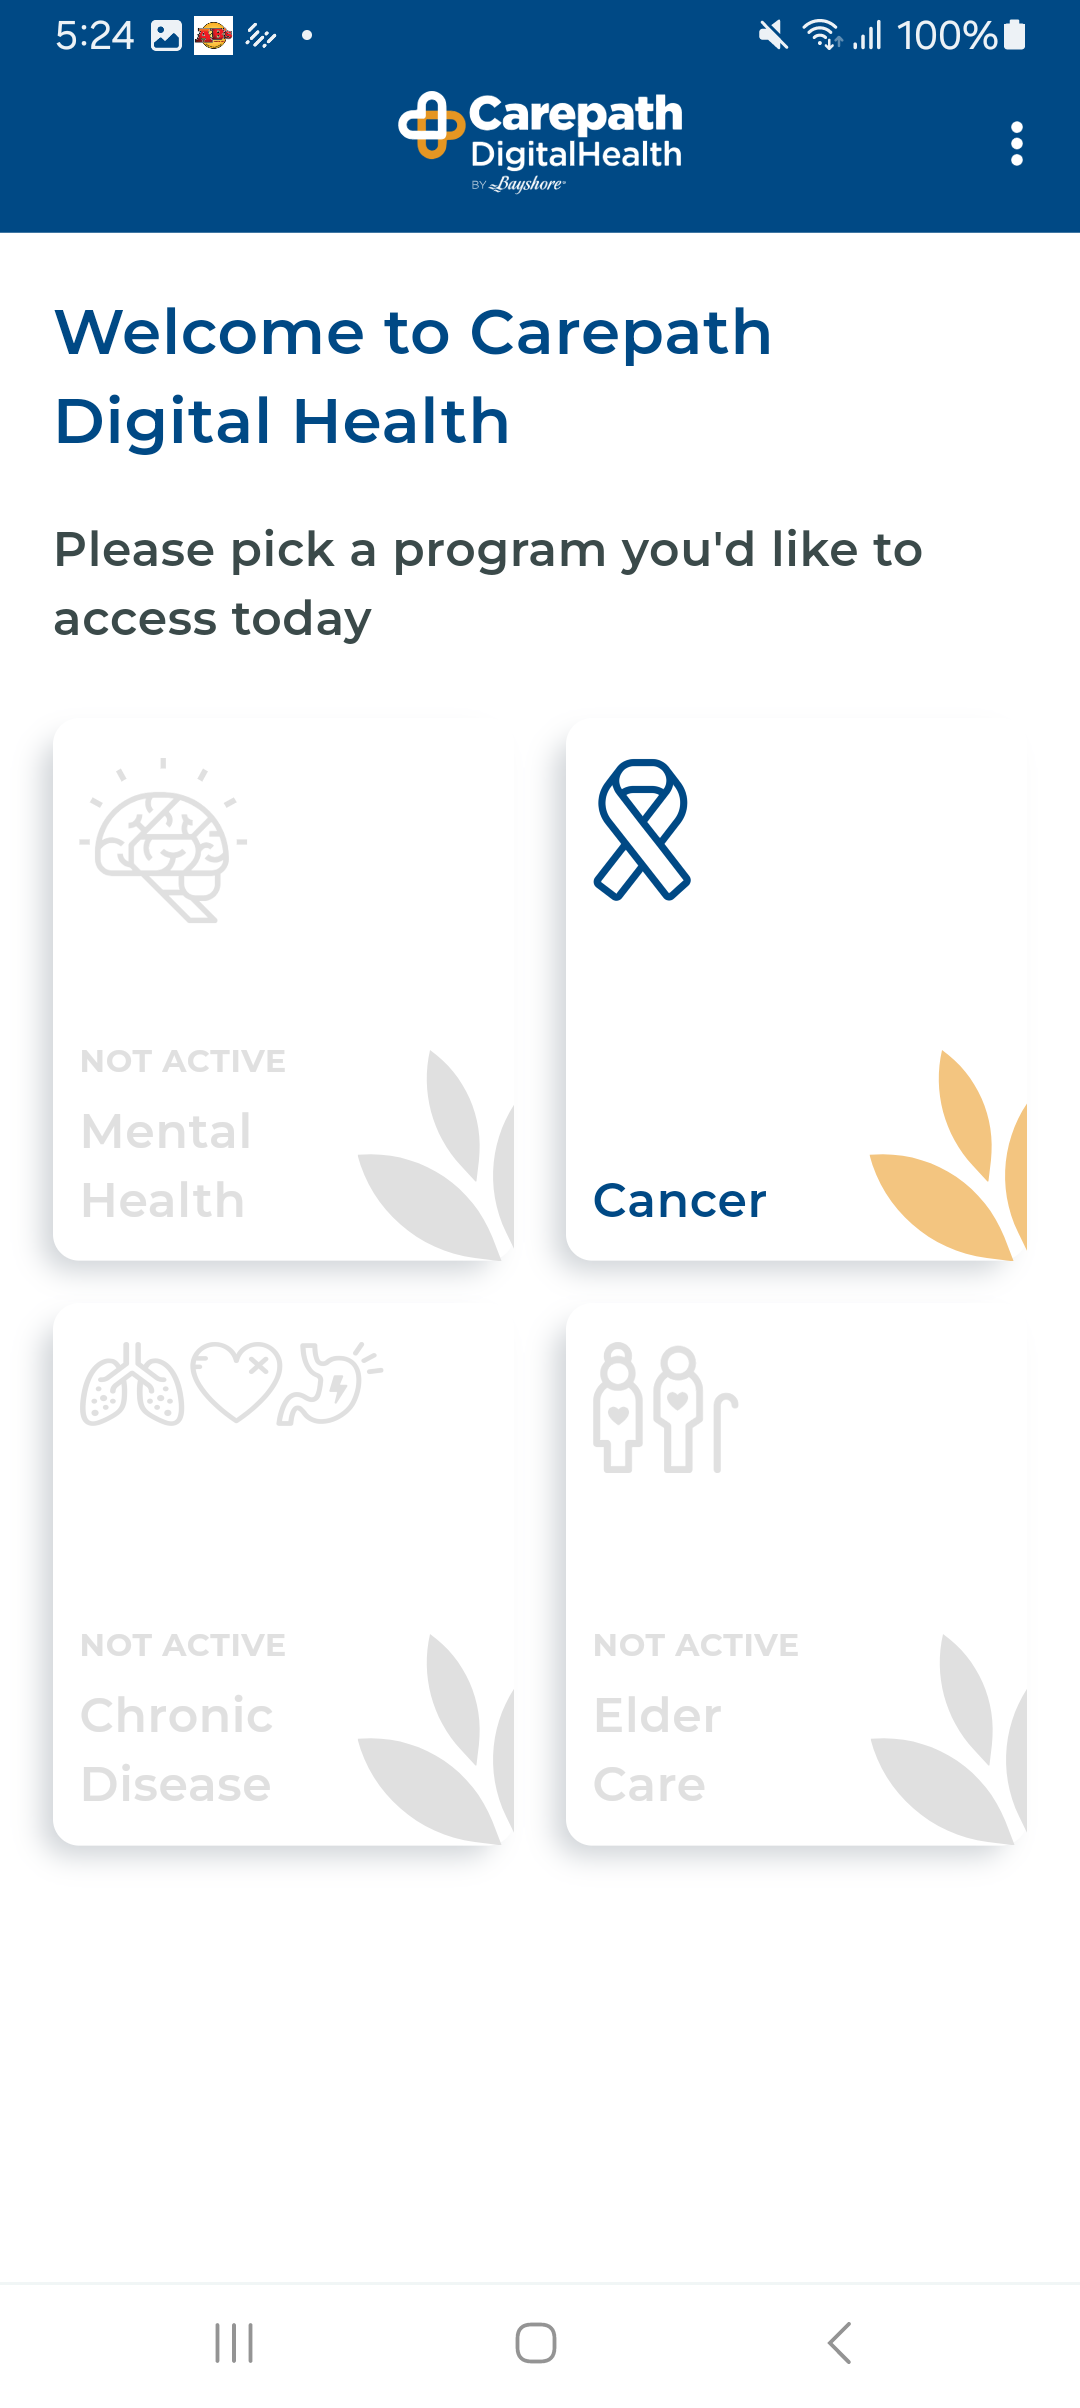 5:24
100%
Carepath
DigitalHealth
BY Bayshore
Welcome to Carepath
Digital Health
Please pick a program you'd like to
access today
NOT ACTIVE
Mental
Health
Cancer
NOT ACTIVE
Chronic
Disease
NOT ACTIVE
Elder
Care